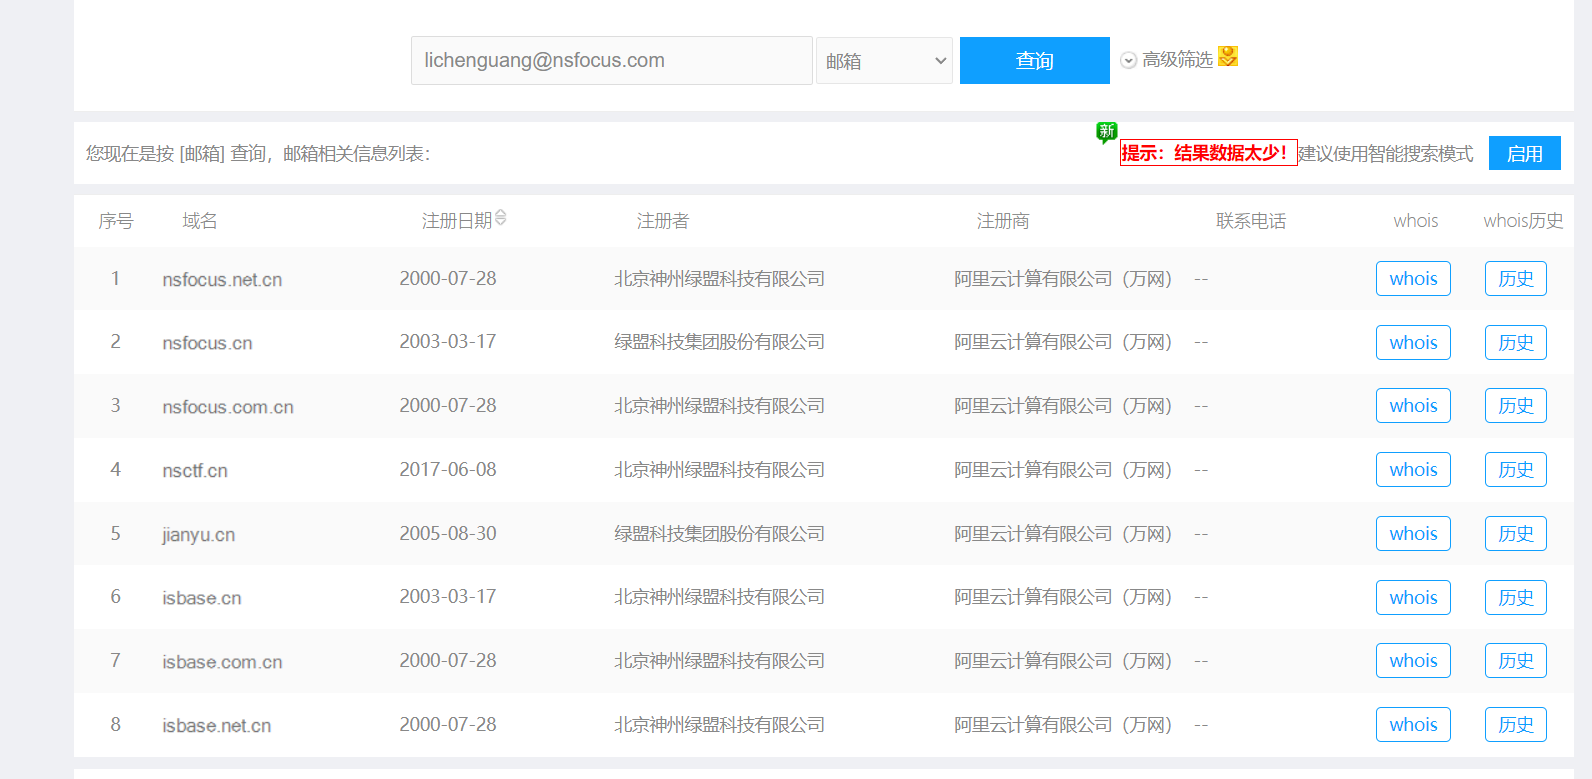 lichenguang@nsfocus.com 邮箱 查询 高级筛选
新
您现在是按 [邮箱] 查询，邮箱相关信息列表： 提示：结果数据太少！ 建议使用智能搜索模式 启用
序号 域名 注册日期 注册者 注册商 联系电话 whois whois历史
1 nsfocus.net.cn 2000-07-28 北京神州绿盟科技有限公司 阿里云计算有限公司（万网） -- whois 历史
2 nsfocus.cn 2003-03-17 绿盟科技集团股份有限公司 阿里云计算有限公司（万网） -- whois 历史
3 nsfocus.com.cn 2000-07-28 北京神州绿盟科技有限公司 阿里云计算有限公司（万网） -- whois 历史
4 nsctf.cn 2017-06-08 北京神州绿盟科技有限公司 阿里云计算有限公司（万网） -- whois 历史
5 jianyu.cn 2005-08-30 绿盟科技集团股份有限公司 阿里云计算有限公司（万网） -- whois 历史
6 isbase.cn 2003-03-17 北京神州绿盟科技有限公司 阿里云计算有限公司（万网） -- whois 历史
7 isbase.com.cn 2000-07-28 北京神州绿盟科技有限公司 阿里云计算有限公司（万网） -- whois 历史
8 isbase.net.cn 2000-07-28 北京神州绿盟科技有限公司 阿里云计算有限公司（万网） -- whois 历史